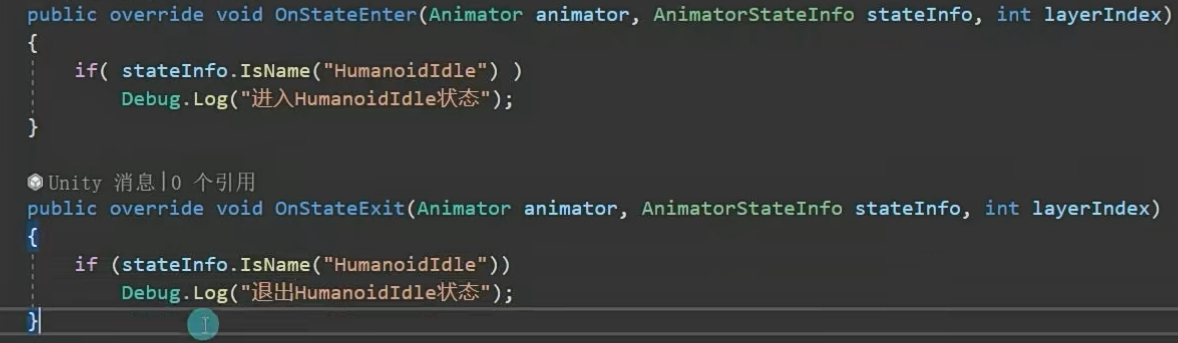 public override void OnStateEnter(Animator animator, AnimatorStateInfo stateInfo, int layerIndex)
{
if( stateInfo.IsName("HumanoidIdle") )
Debug.Log("进入HumanoidIdle状态");
}
Unity 消息|0 个引用
public override void OnStateExit(Animator animator, AnimatorStateInfo stateInfo, int layerIndex)
{
if (stateInfo.IsName("HumanoidIdle"))
Debug.Log("退出HumanoidIdle状态");
}